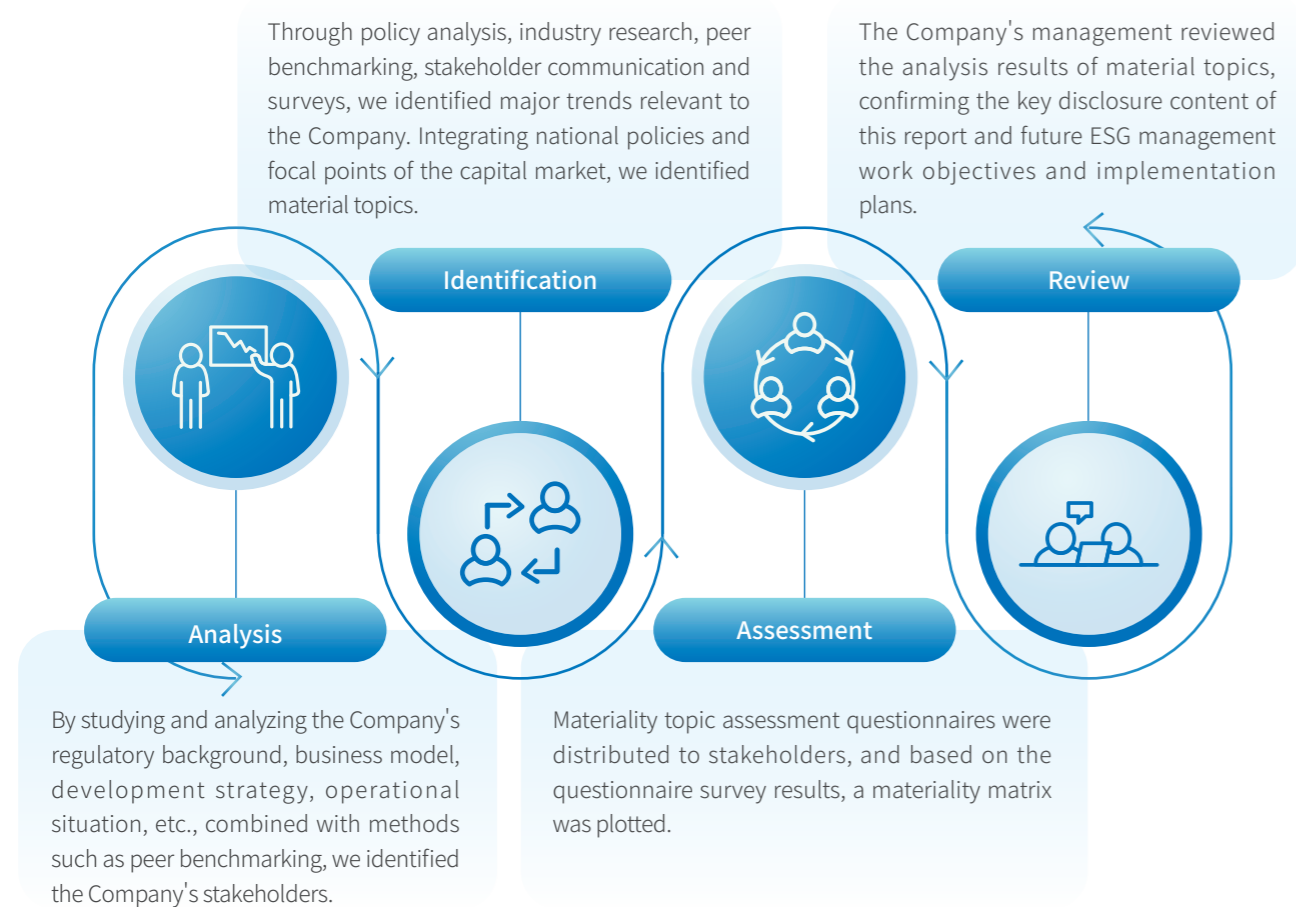 Through policy analysis, industry research, peer
benchmarking, stakeholder communication and
surveys, we identified major trends relevant to
the Company. Integrating national policies and
focal points of the capital market, we identified
material topics.
The Company's management reviewed
the analysis results of material topics,
confirming the key disclosure content of
this report and future ESG management
work objectives and implementation
plans.
Identification
Review
Analysis
Assessment
By studying and analyzing the Company's
regulatory background, business model,
development strategy, operational
situation, etc., combined with methods
such as peer benchmarking, we identified
the Company's stakeholders.
Materiality topic assessment questionnaires were
distributed to stakeholders, and based on the
questionnaire survey results, a materiality matrix
was plotted.